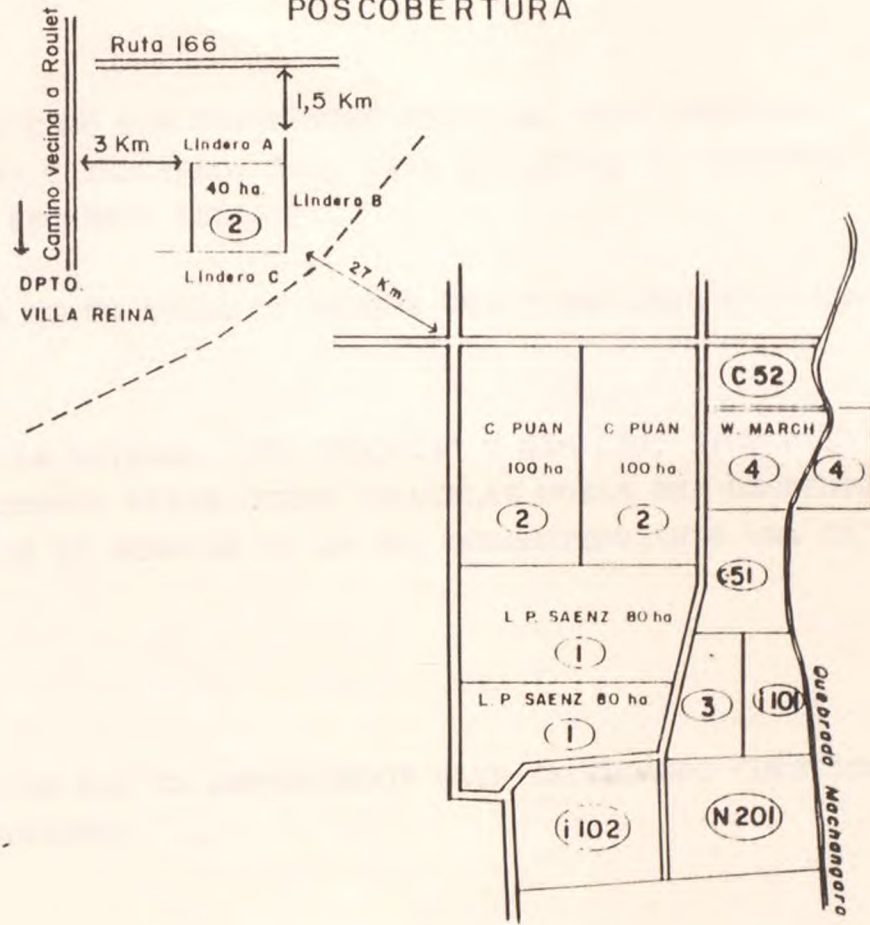 POSCOBERTURA
Camino vecinal a Roulet
Ruta 166
1,5 Km
3 Km
Lindero A
40 ha.
2
Lindero B
Lindero C
DPTO.
VILLA REINA
27 Km.
C 52
C. PUAN
100 ha
2
C PUAN
100 ha.
2
W. MARCH
4
4
C51
L P. SAENZ 80 ha
1
L. P SAENZ 80 ha
1
3
i 101
i 102
N 201
Quebrada Machangara